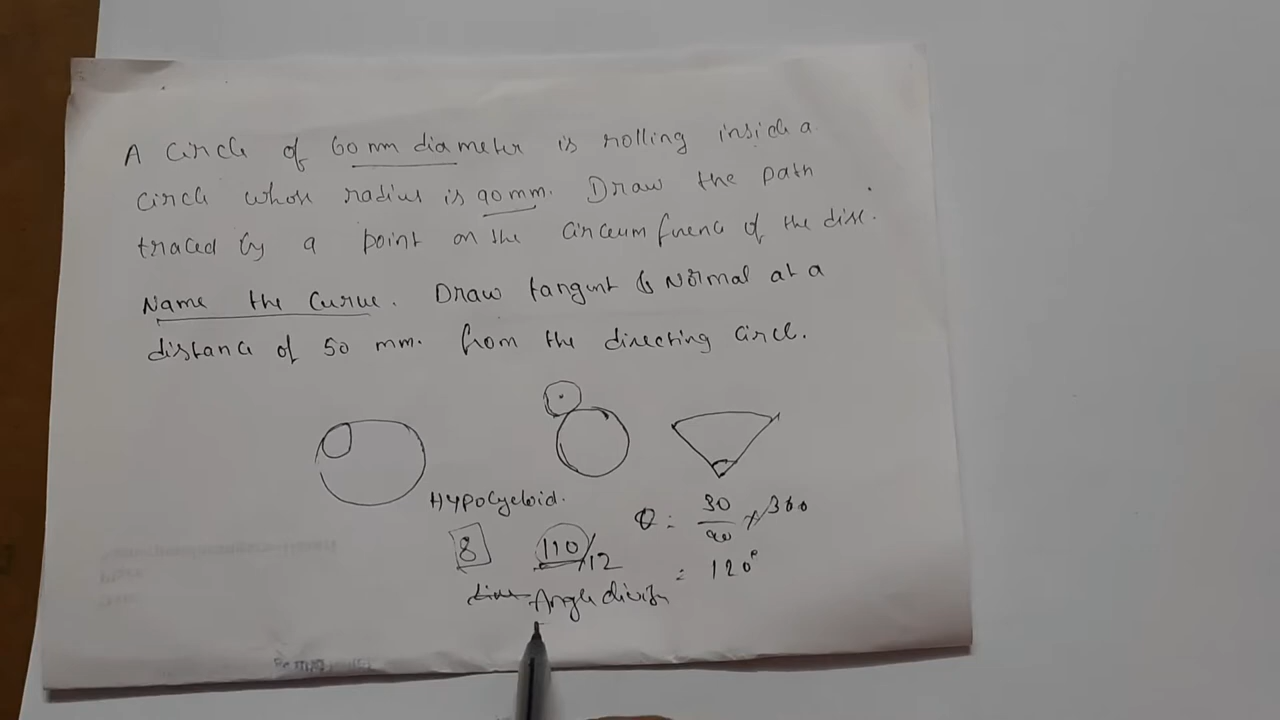 A circle of 60 mm diameter is rolling inside a
circle whose radius is 90 mm. Draw the path
traced by a point on the circumference of the disc.
Name the Curve. Draw tangent & Normal at a
distance of 50 mm. from the directing circle.
Hypocycloid.
θ = 30/90 × 360
8 110/12
= 120°
Angle